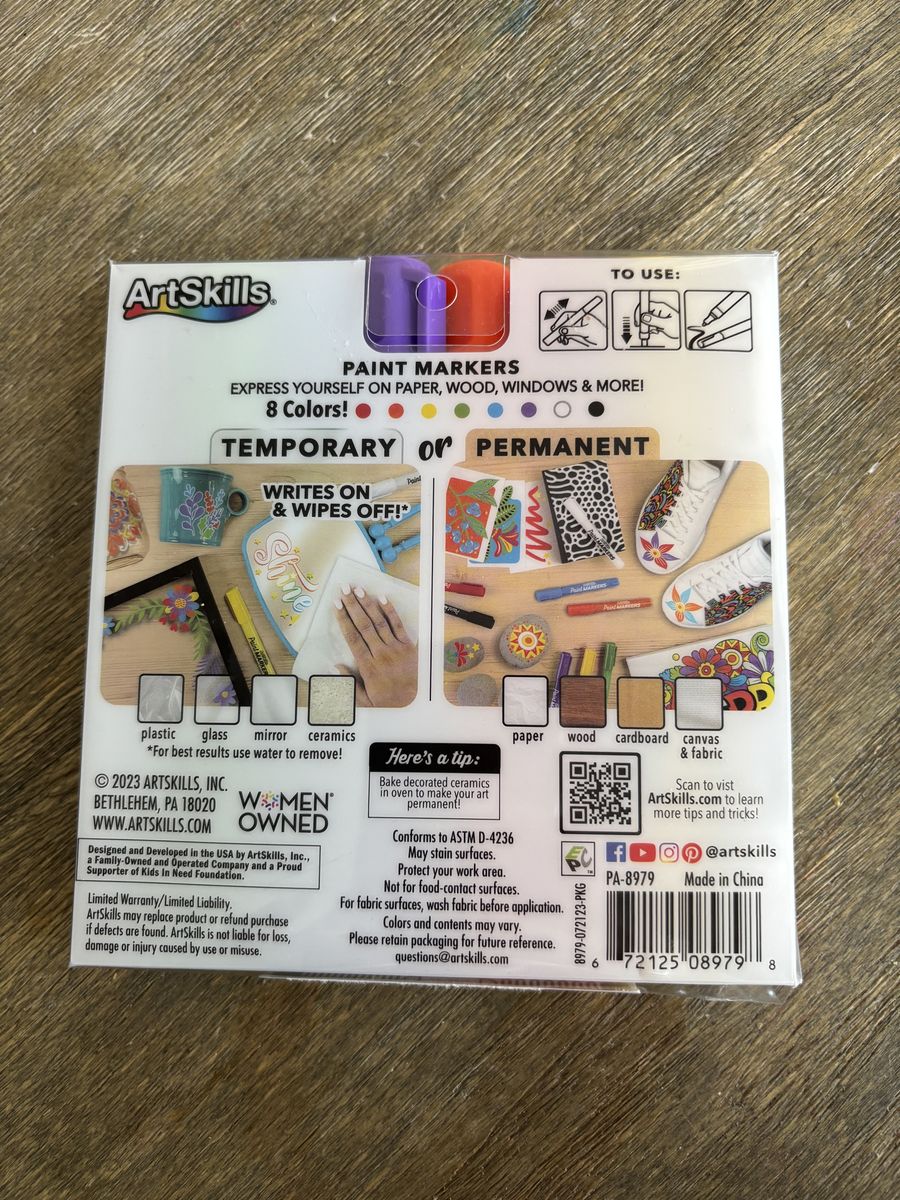 ArtSkills®
TO USE:
PAINT MARKERS
EXPRESS YOURSELF ON PAPER, WOOD, WINDOWS & MORE!
8 Colors!
TEMPORARY or PERMANENT
WRITES ON
& WIPES OFF!*
Shine
Paint MARKERS
Paint MARKERS
plastic glass mirror ceramics
*For best results use water to remove!
paper wood cardboard canvas
& fabric
Here's a tip:
Bake decorated ceramics
in oven to make your art
permanent!
Scan to visit
ArtSkills.com to learn
more tips and tricks!
© 2023 ARTSKILLS, INC.
BETHLEHEM, PA 18020
WWW.ARTSKILLS.COM
WOMEN
OWNED
Designed and Developed in the USA by ArtSkills, Inc.,
a Family-Owned and Operated Company and a Proud
Supporter of Kids In Need Foundation.
Limited Warranty/Limited Liability.
ArtSkills may replace product or refund purchase
if defects are found. ArtSkills is not liable for loss,
damage or injury caused by use or misuse.
Conforms to ASTM D-4236
May stain surfaces.
Protect your work area.
Not for food-contact surfaces.
For fabric surfaces, wash fabric before application.
Colors and contents may vary.
Please retain packaging for future reference.
questions@artskills.com
EPC™
@artskills
PA-8979 Made in China
8979-072123-PKG
6 72125 08979 8